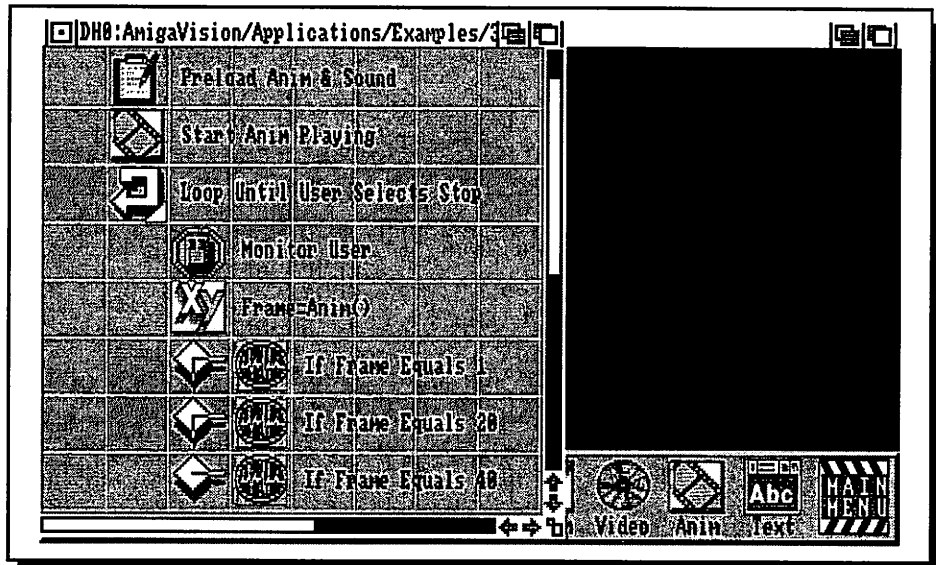 DH0:AmigaVision/Applications/Examples/3
Preload Anim & Sound
Start Anim Playing
Loop Until User Selects Stop
Monitor User
Xy Frame=Anim()
If Frame Equals 1
If Frame Equals 20
If Frame Equals 40
Video Anim Abc Text MAIN MENU